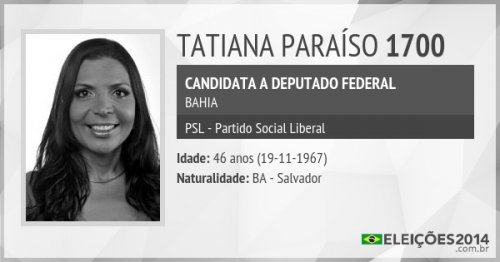 TATIANA PARAÍSO 1700
CANDIDATA A DEPUTADO FEDERAL
BAHIA
PSL - Partido Social Liberal
Idade: 46 anos (19-11-1967)
Naturalidade: BA - Salvador
ELEIÇÕES2014
.com.br